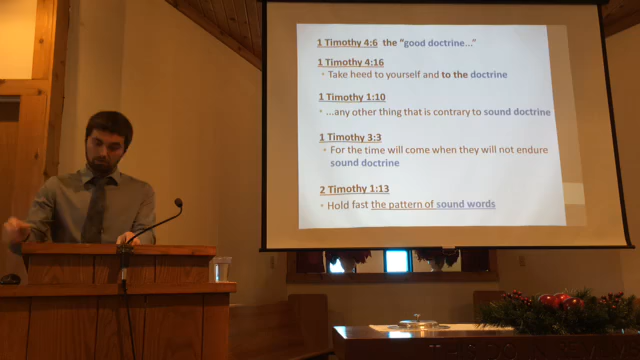 1 Timothy 4:6 the "good doctrine..."
1 Timothy 4:16
• Take heed to yourself and to the doctrine
1 Timothy 1:10
• ...any other thing that is contrary to sound doctrine
1 Timothy 3:3
• For the time will come when they will not endure
sound doctrine
2 Timothy 1:13
• Hold fast the pattern of sound words